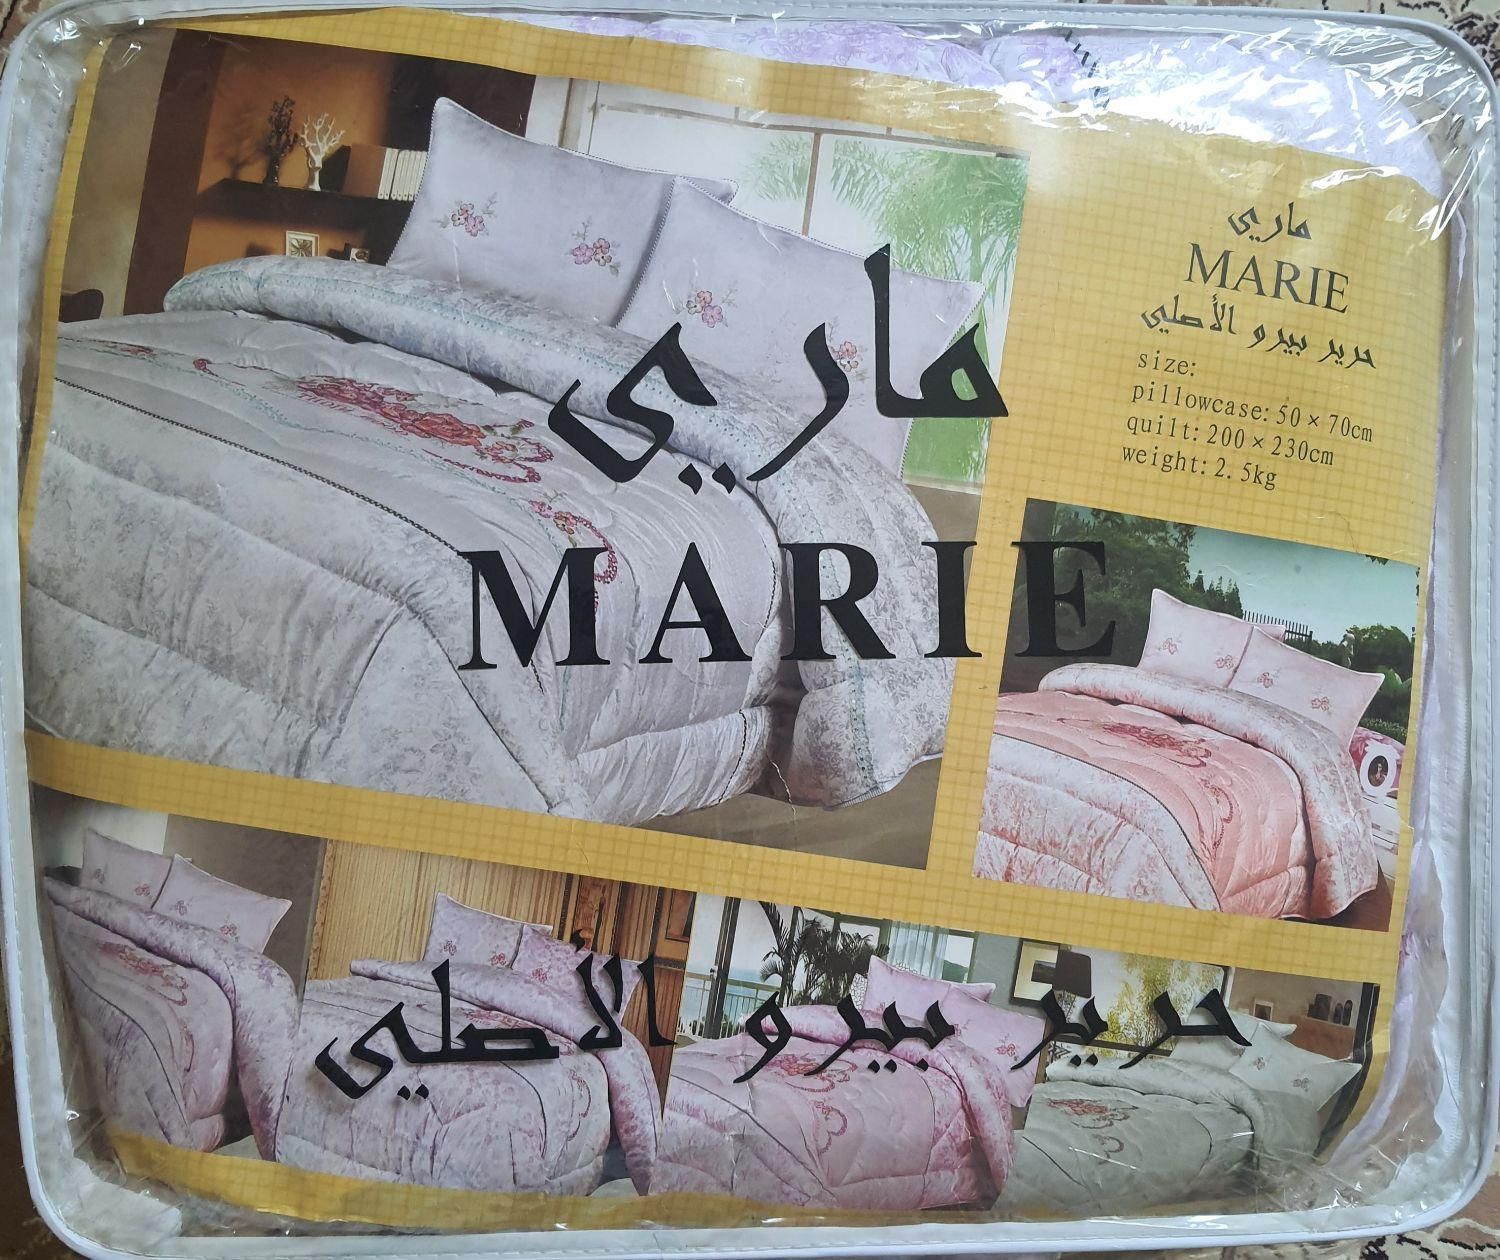 ماري
MARIE
حرير بيرو الأصلي
size:
pillowcase: 50 × 70cm
quilt: 200 × 230cm
weight: 2.5kg
ماري
MARIE
حرير بيرو الأصلي